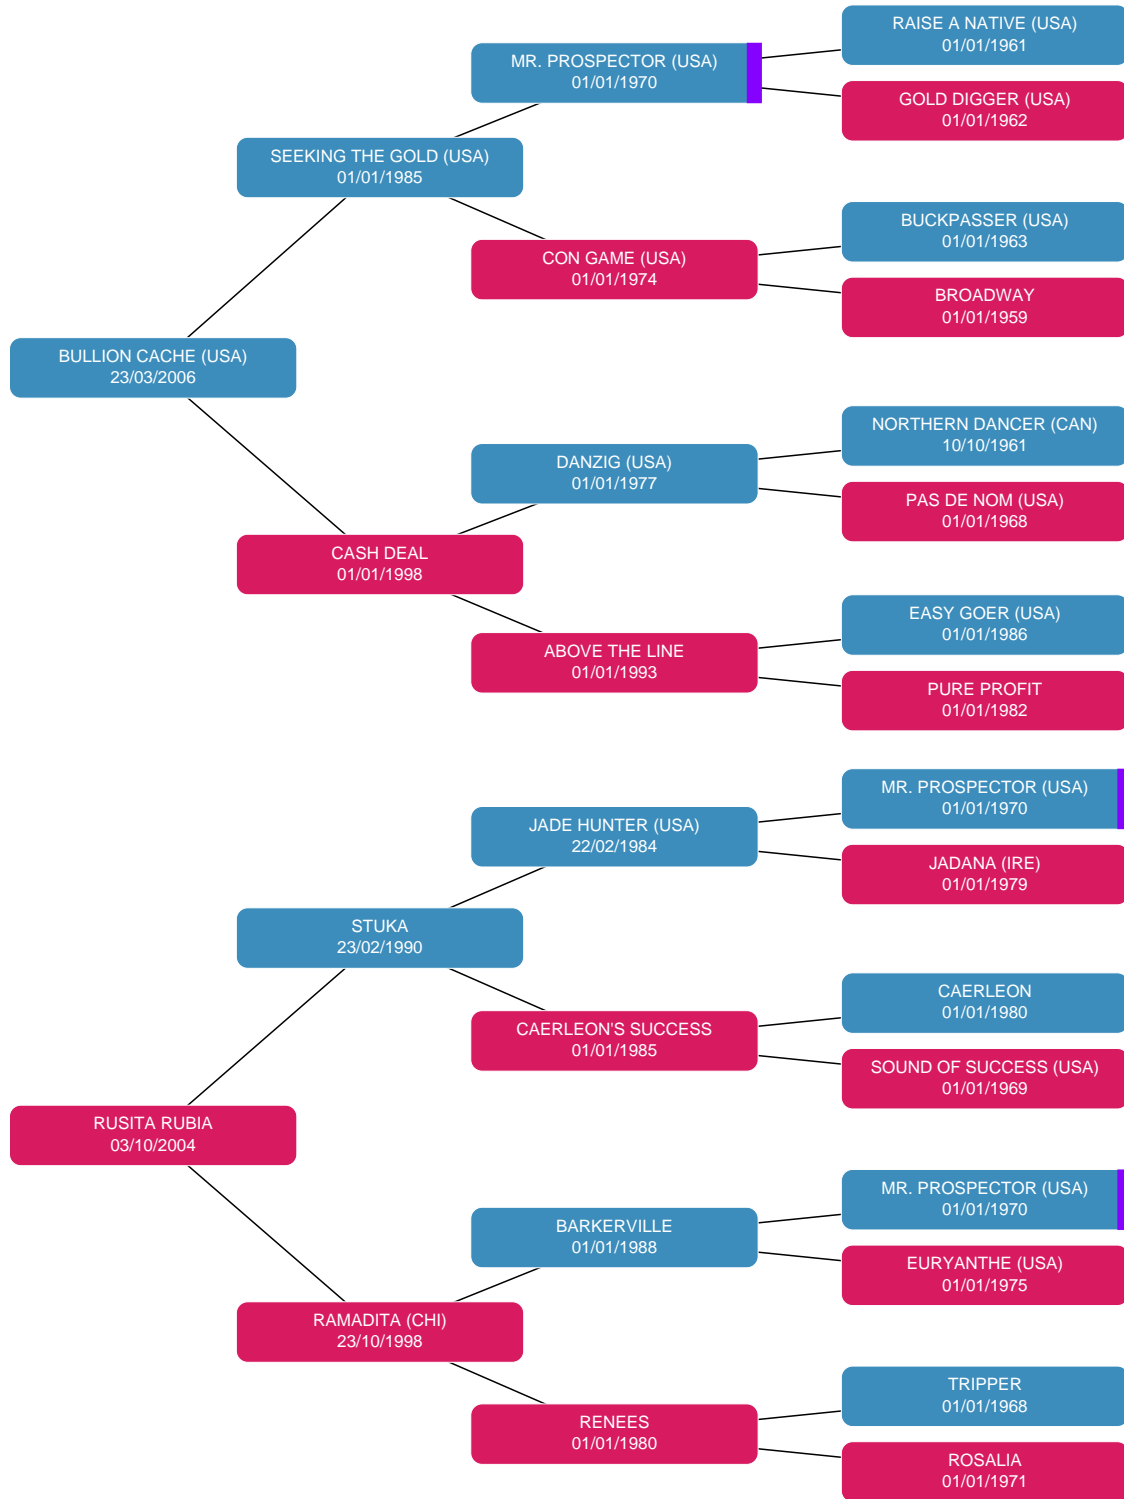 RAISE A NATIVE (USA)
01/01/1961
MR. PROSPECTOR (USA)
01/01/1970
GOLD DIGGER (USA)
01/01/1962
SEEKING THE GOLD (USA)
01/01/1985
BUCKPASSER (USA)
01/01/1963
CON GAME (USA)
01/01/1974
BROADWAY
01/01/1959
BULLION CACHE (USA)
23/03/2006
NORTHERN DANCER (CAN)
10/10/1961
DANZIG (USA)
01/01/1977
PAS DE NOM (USA)
01/01/1968
CASH DEAL
01/01/1998
EASY GOER (USA)
01/01/1986
ABOVE THE LINE
01/01/1993
PURE PROFIT
01/01/1982
MR. PROSPECTOR (USA)
01/01/1970
JADE HUNTER (USA)
22/02/1984
JADANA (IRE)
01/01/1979
STUKA
23/02/1990
CAERLEON
01/01/1980
CAERLEON'S SUCCESS
01/01/1985
SOUND OF SUCCESS (USA)
01/01/1969
RUSITA RUBIA
03/10/2004
MR. PROSPECTOR (USA)
01/01/1970
BARKERVILLE
01/01/1988
EURYANTHE (USA)
01/01/1975
RAMADITA (CHI)
23/10/1998
TRIPPER
01/01/1968
RENEES
01/01/1980
ROSALIA
01/01/1971